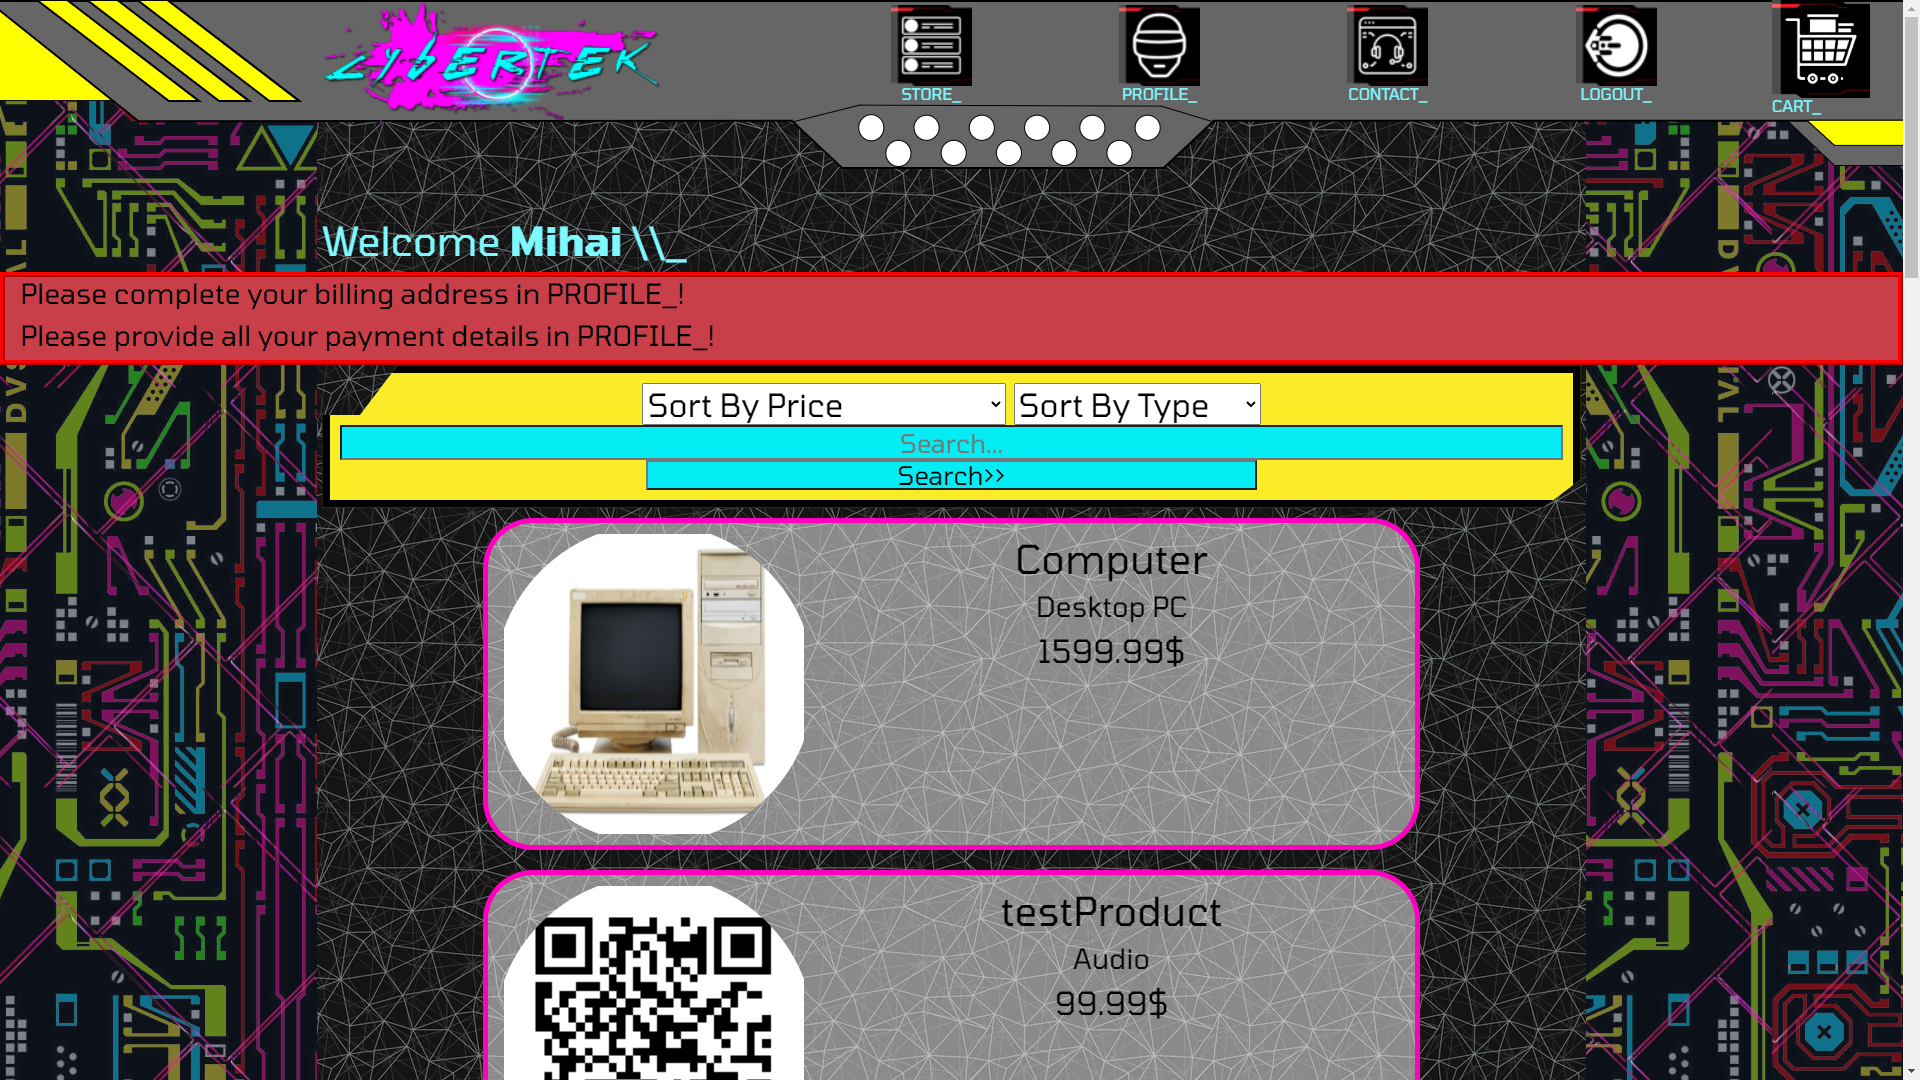 CYBERTEK
STORE_
PROFILE_
CONTACT_
LOGOUT_
CART_
Welcome Mihai \\_
Please complete your billing address in PROFILE_!
Please provide all your payment details in PROFILE_!
Sort By Price
Sort By Type
Search...
Search>>
Computer
Desktop PC
1599.99$
testProduct
Audio
99.99$